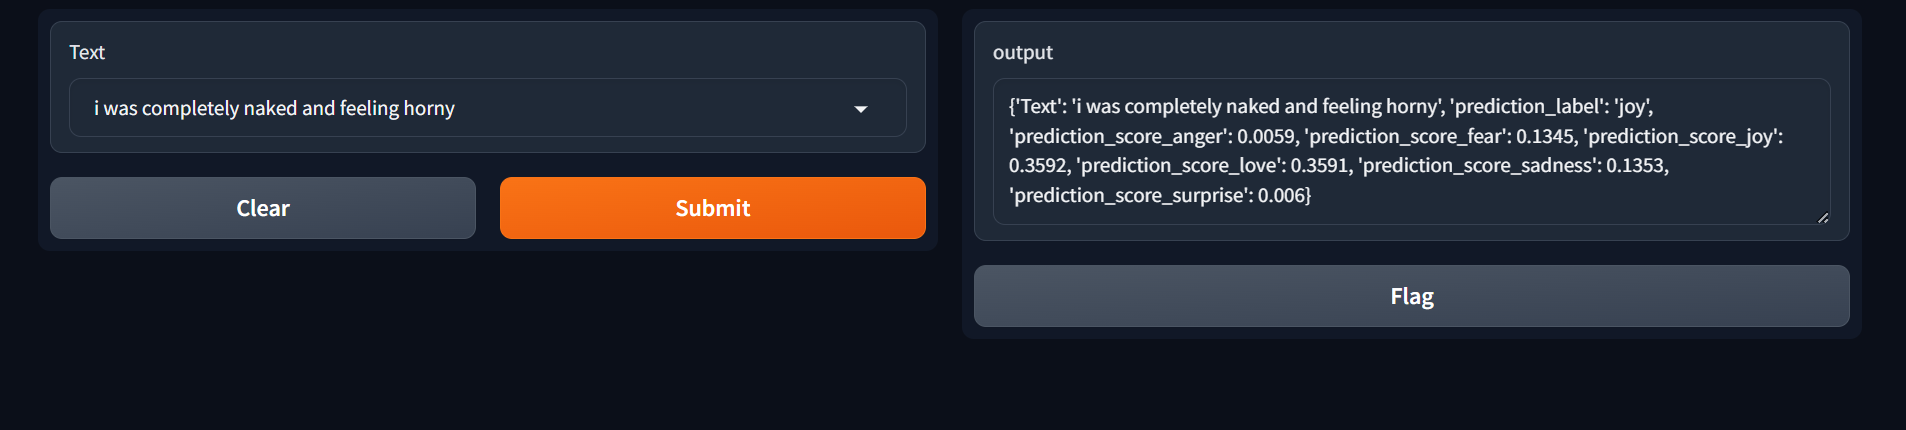 Text
i was completely naked and feeling horny
Clear
Submit
output
{'Text': 'i was completely naked and feeling horny', 'prediction_label': 'joy',
'prediction_score_anger': 0.0059, 'prediction_score_fear': 0.1345, 'prediction_score_joy':
0.3592, 'prediction_score_love': 0.3591, 'prediction_score_sadness': 0.1353,
'prediction_score_surprise': 0.006}
Flag